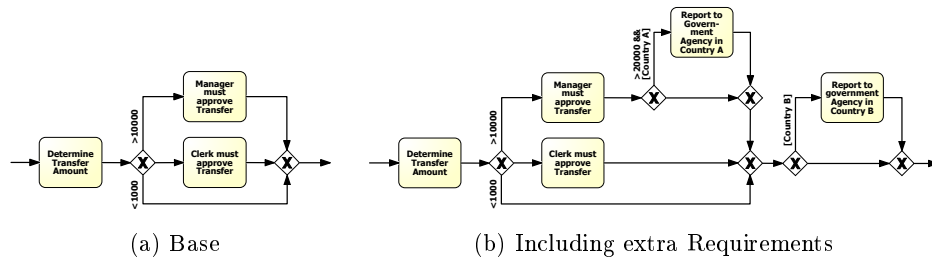 Determine
Transfer
Amount
>10000
<1000
X
Manager
must
approve
Transfer
Clerk must
approve
Transfer
X
(a) Base
Determine
Transfer
Amount
>10000
<1000
X
Manager
must
approve
Transfer
Clerk must
approve
Transfer
>20000 &&
[Country A]
X
Report to
Govern-
ment
Agency in
Country A
X
X
[Country B]
X
Report to
government
Agency in
Country B
X
(b) Including extra Requirements